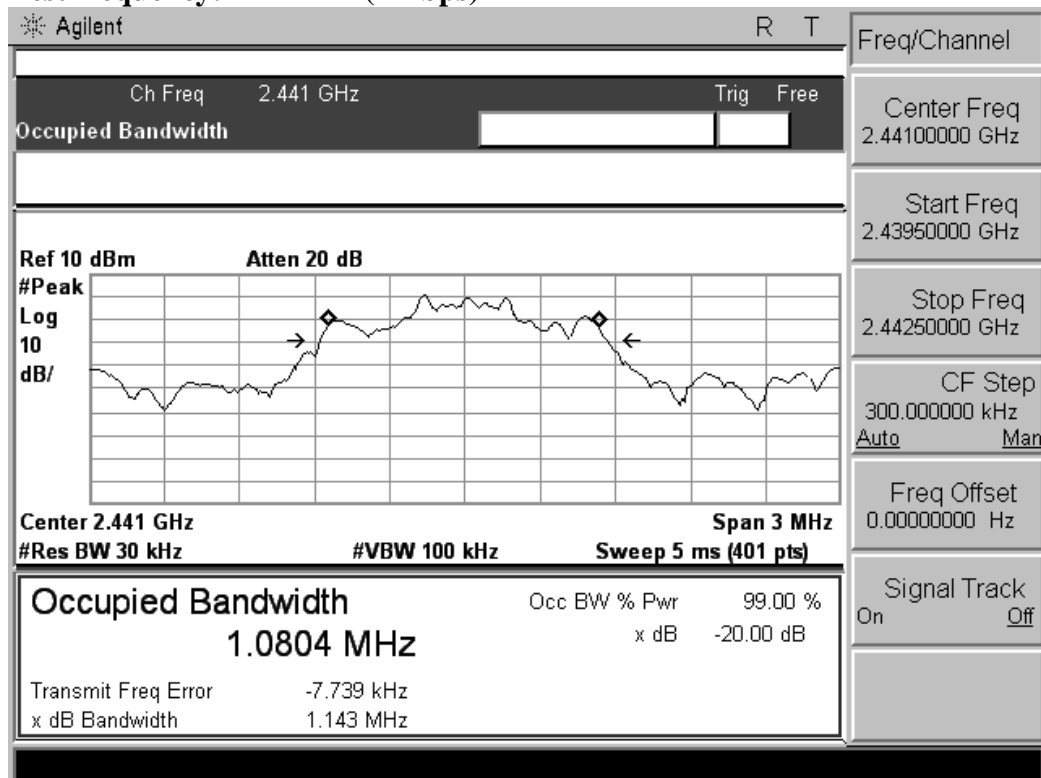 Agilent R T
Freq/Channel
Ch Freq 2.441 GHz Trig Free
Occupied Bandwidth
Center Freq
2.44100000 GHz
Start Freq
2.43950000 GHz
Stop Freq
2.44250000 GHz
CF Step
300.000000 kHz
Auto Man
Freq Offset
0.00000000 Hz
Signal Track
On Off
Ref 10 dBm Atten 20 dB
#Peak
Log
10
dB/
Center 2.441 GHz Span 3 MHz
#Res BW 30 kHz #VBW 100 kHz Sweep 5 ms (401 pts)
Occupied Bandwidth Occ BW % Pwr 99.00 %
1.0804 MHz x dB -20.00 dB
Transmit Freq Error -7.739 kHz
x dB Bandwidth 1.143 MHz